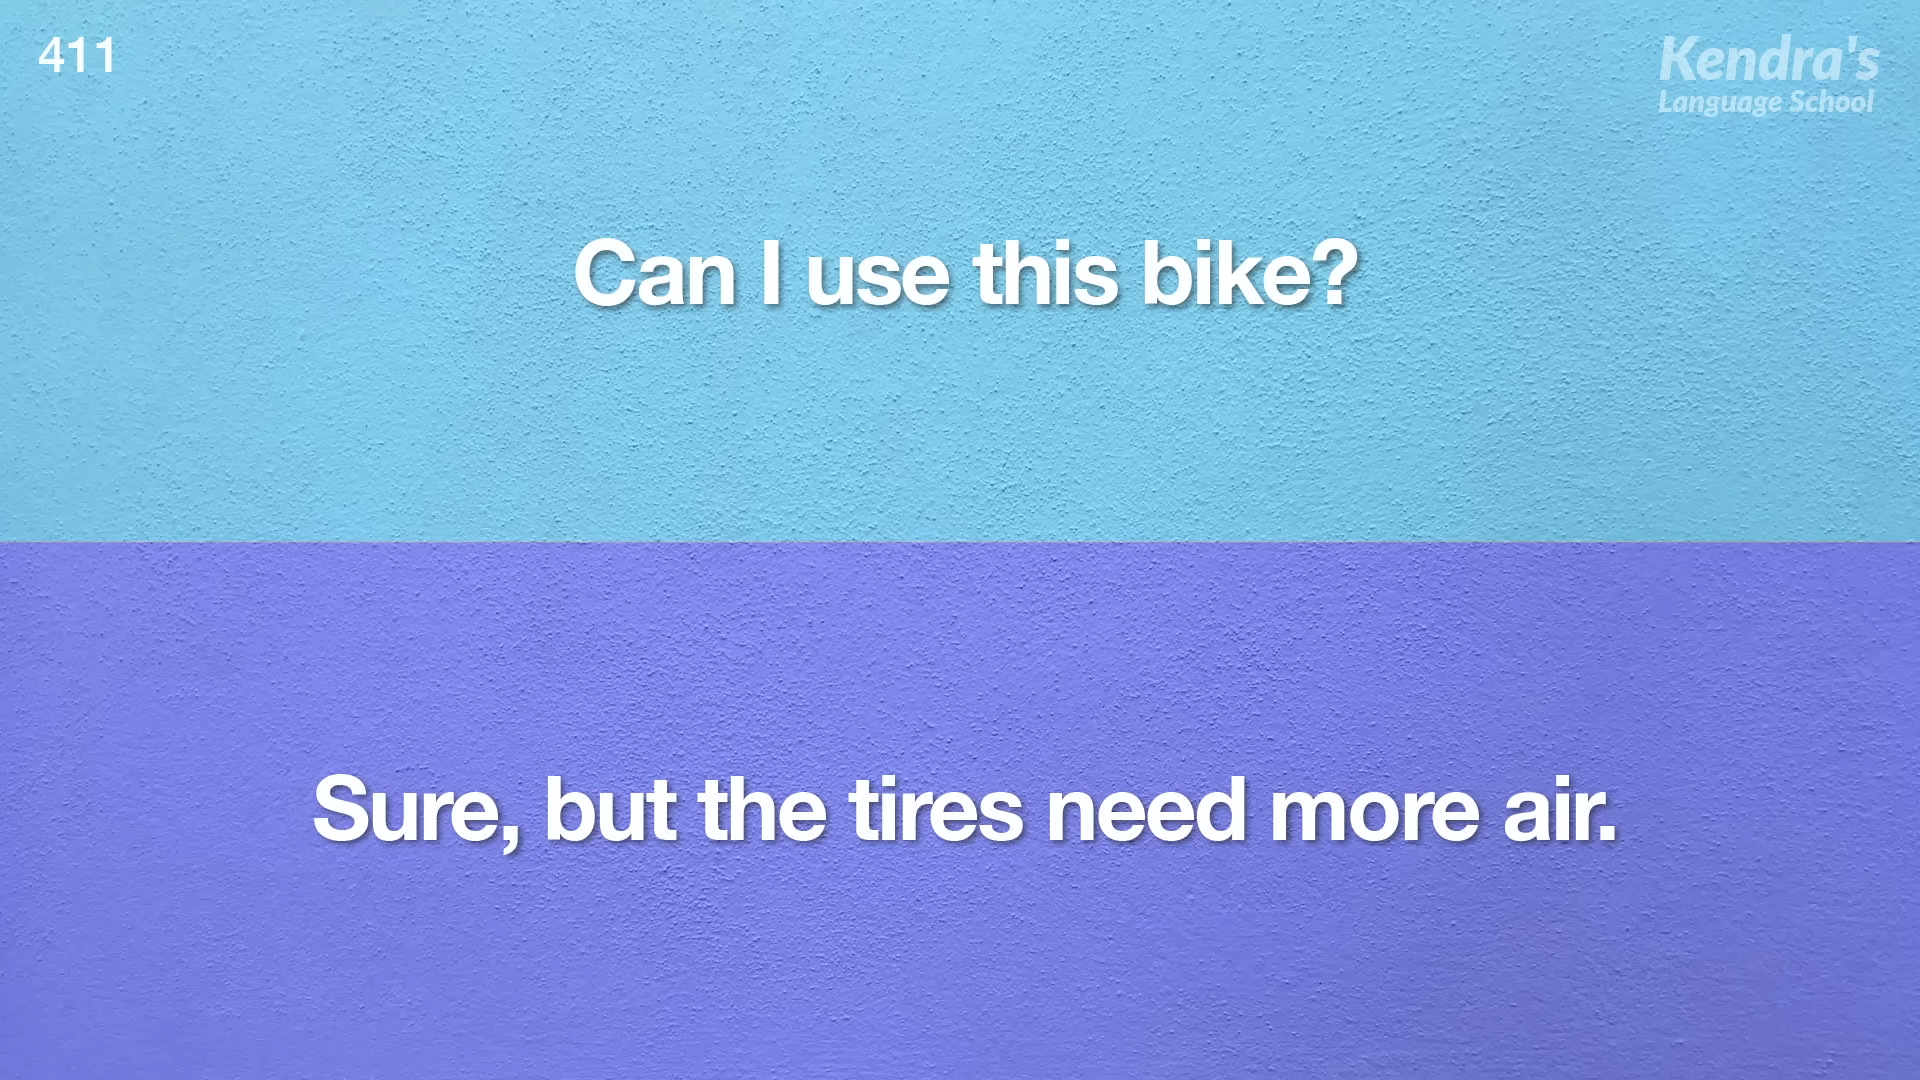 411
Kendra's
Language School
Can I use this bike?
Sure, but the tires need more air.